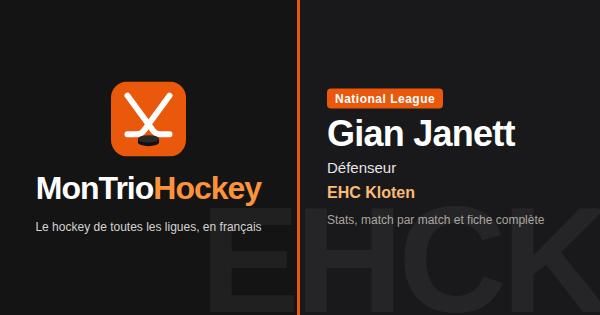 MonTrioHockey
Le hockey de toutes les ligues, en français
National League
Gian Janett
Défenseur
EHC Kloten
Stats, match par match et fiche complète
EHCK